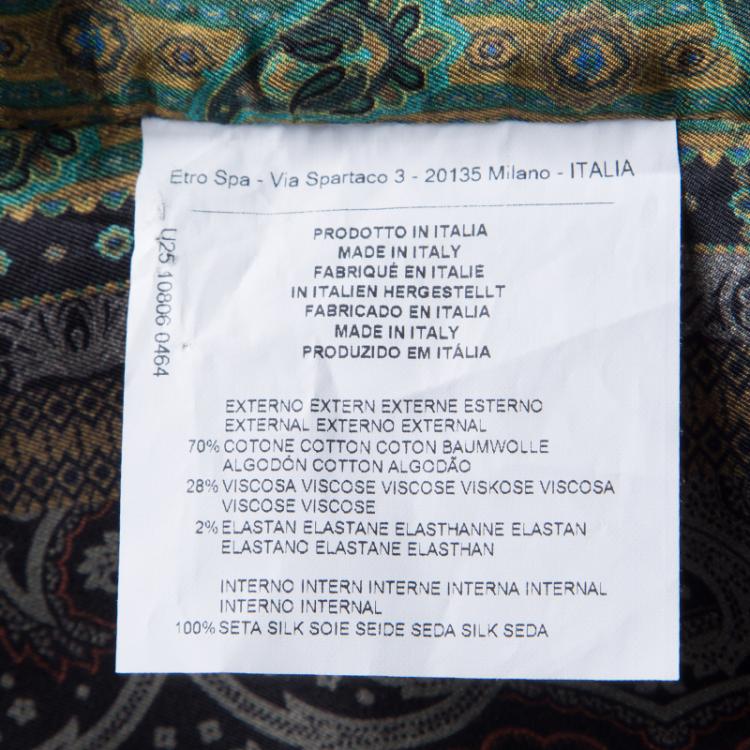 Etro Spa - Via Spartaco 3 - 20135 Milano - ITALIA
U25 10806 0464
PRODOTTO IN ITALIA
MADE IN ITALY
FABRIQUÉ EN ITALIE
IN ITALIEN HERGESTELLT
FABRICADO EN ITALIA
MADE IN ITALY
PRODUZIDO EM ITÁLIA
EXTERNO EXTERN EXTERNE ESTERNO
EXTERNAL EXTERNO EXTERNAL
70% COTONE COTTON COTON BAUMWOLLE
ALGODÓN COTTON ALGODÃO
28% VISCOSA VISCOSE VISCOSE VISKOSE VISCOSA
VISCOSE VISCOSE
2% ELASTAN ELASTANE ELASTHANNE ELASTAN
ELASTANO ELASTANE ELASTHAN
INTERNO INTERN INTERNE INTERNA INTERNAL
INTERNO INTERNAL
100% SETA SILK SOIE SEIDE SEDA SILK SEDA